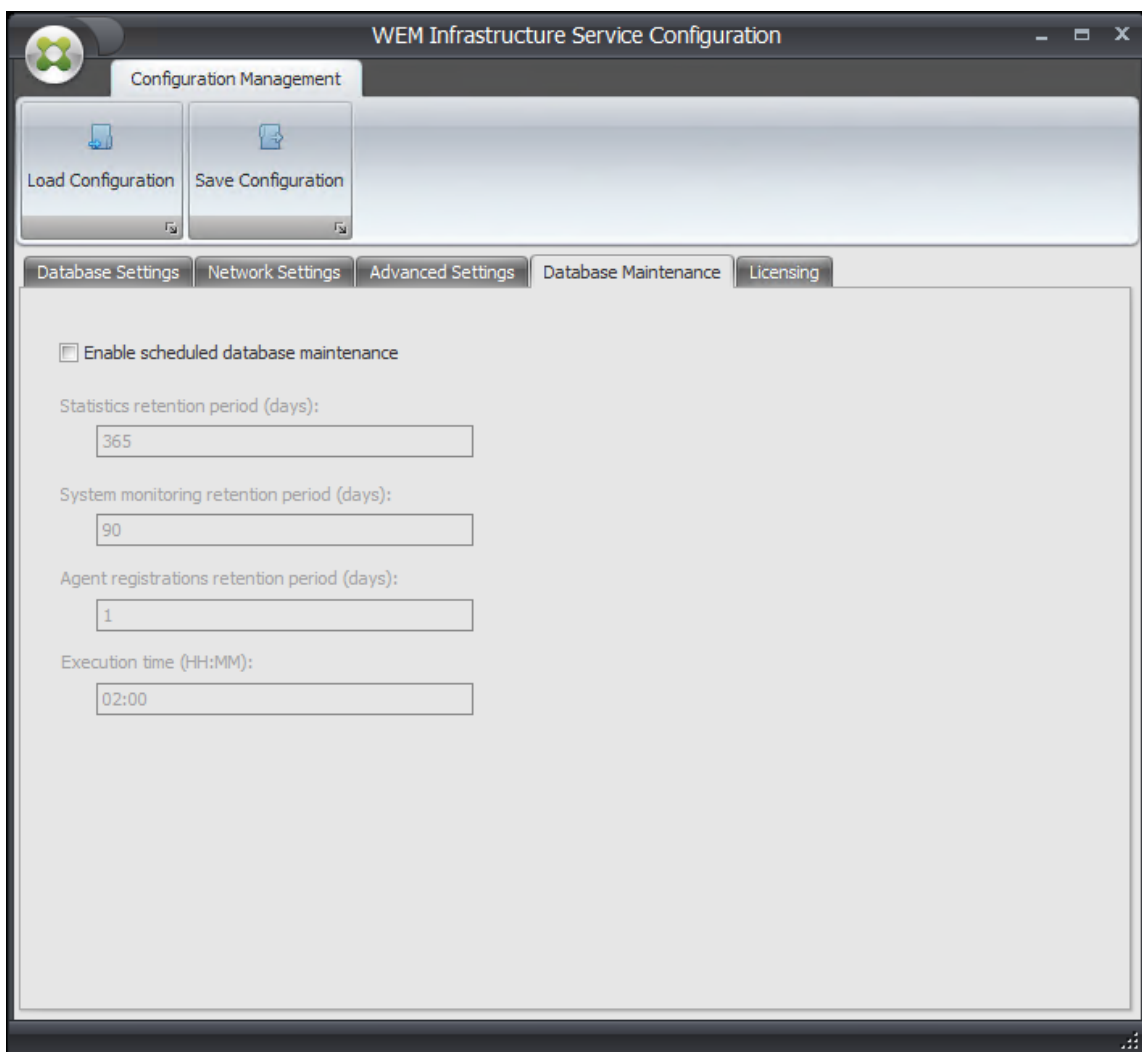 WEM Infrastructure Service Configuration
Configuration Management
Load Configuration
Save Configuration
Database Settings
Network Settings
Advanced Settings
Database Maintenance
Licensing
Enable scheduled database maintenance
Statistics retention period (days):
365
System monitoring retention period (days):
90
Agent registrations retention period (days):
1
Execution time (HH:MM):
02:00